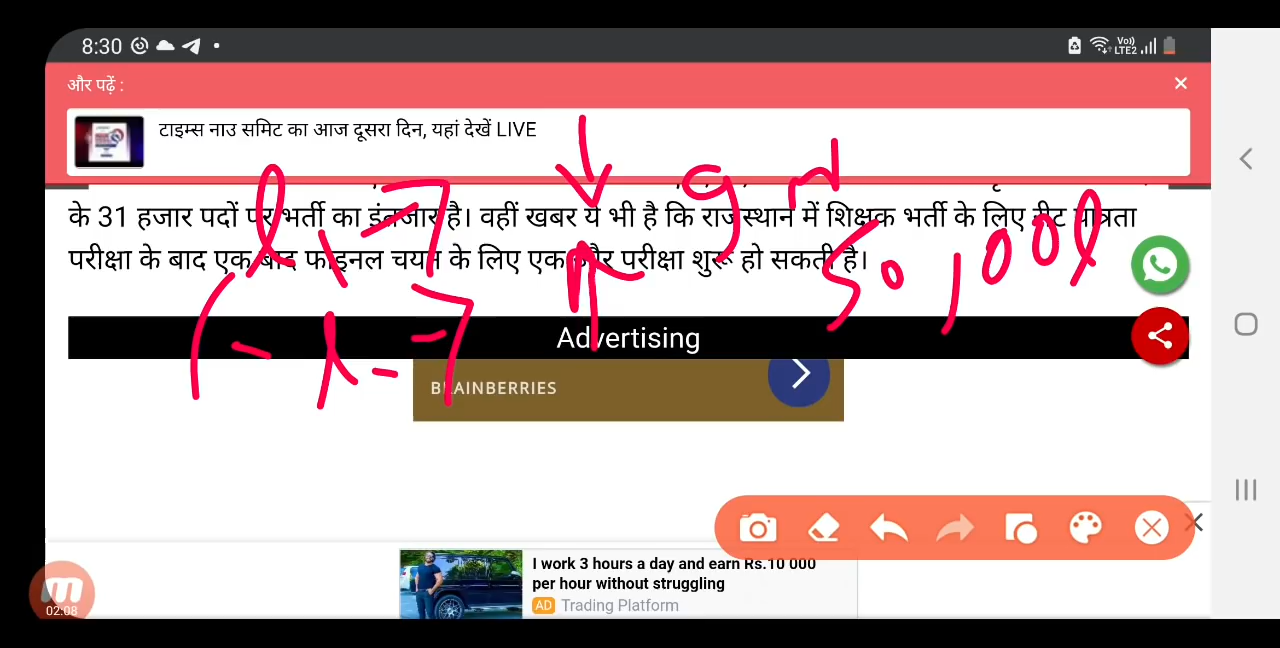 8:30
Vo))
LTE2
और पढ़ें :
टाइम्स नाउ समिट का आज दूसरा दिन, यहां देखें LIVE
के 31 हजार पदों पर भर्ती का इंतजार है। वहीं खबर ये भी है कि राजस्थान में शिक्षक भर्ती के लिए रीट पात्रता
परीक्षा के बाद एक बाद फाइनल चयन के लिए एक और परीक्षा शुरू हो सकती है।
Advertising
BRAINBERRIES
I work 3 hours a day and earn Rs.10 000
per hour without struggling
AD Trading Platform
02:08